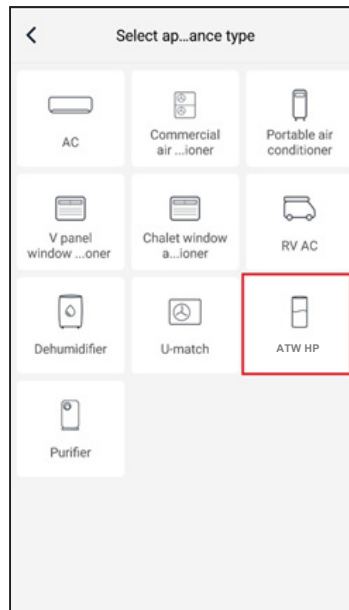 Select ap...ance type
AC
Commercial
air ...ioner
Portable air
conditioner
V panel
window ...oner
Chalet window
a...ioner
RV AC
Dehumidifier
U-match
ATW HP
Purifier